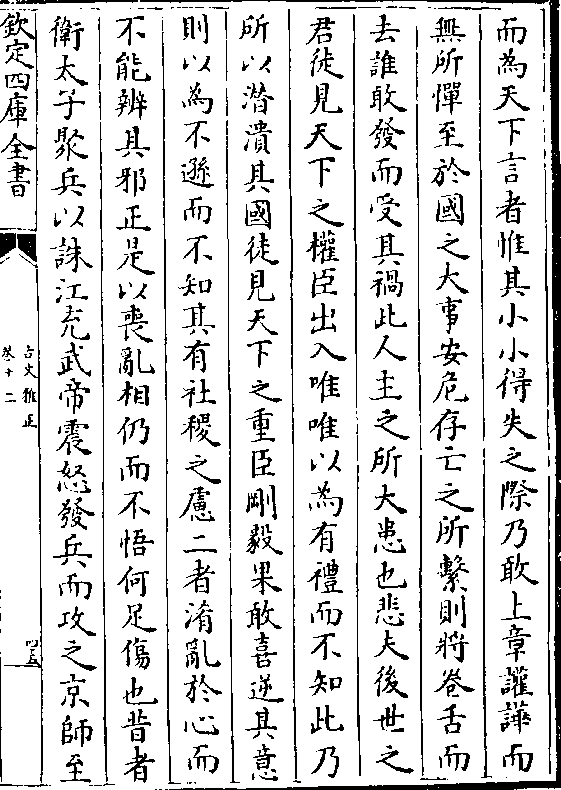 而為天下言者惟其小小得失之際乃敢上章讙譁而
無所憚至於國之大事安危存亡之所繫則將卷舌而
去誰敢發而受其禍此人主之所大患也悲夫後世之
君徒見天下之權臣出入唯唯以為有禮而不知此乃
所以潛潰其國徒見天下之重臣剛毅果敢喜逆其意
則以為不遜而不知其有社稷之慮二者淆亂於心而
不能辨其邪正是以喪亂相仍而不悟何足傷也昔者
衛太子聚兵以誅江充武帝震怒發兵而攻之京師至
欽定四庫全書
古文雅正
卷十二